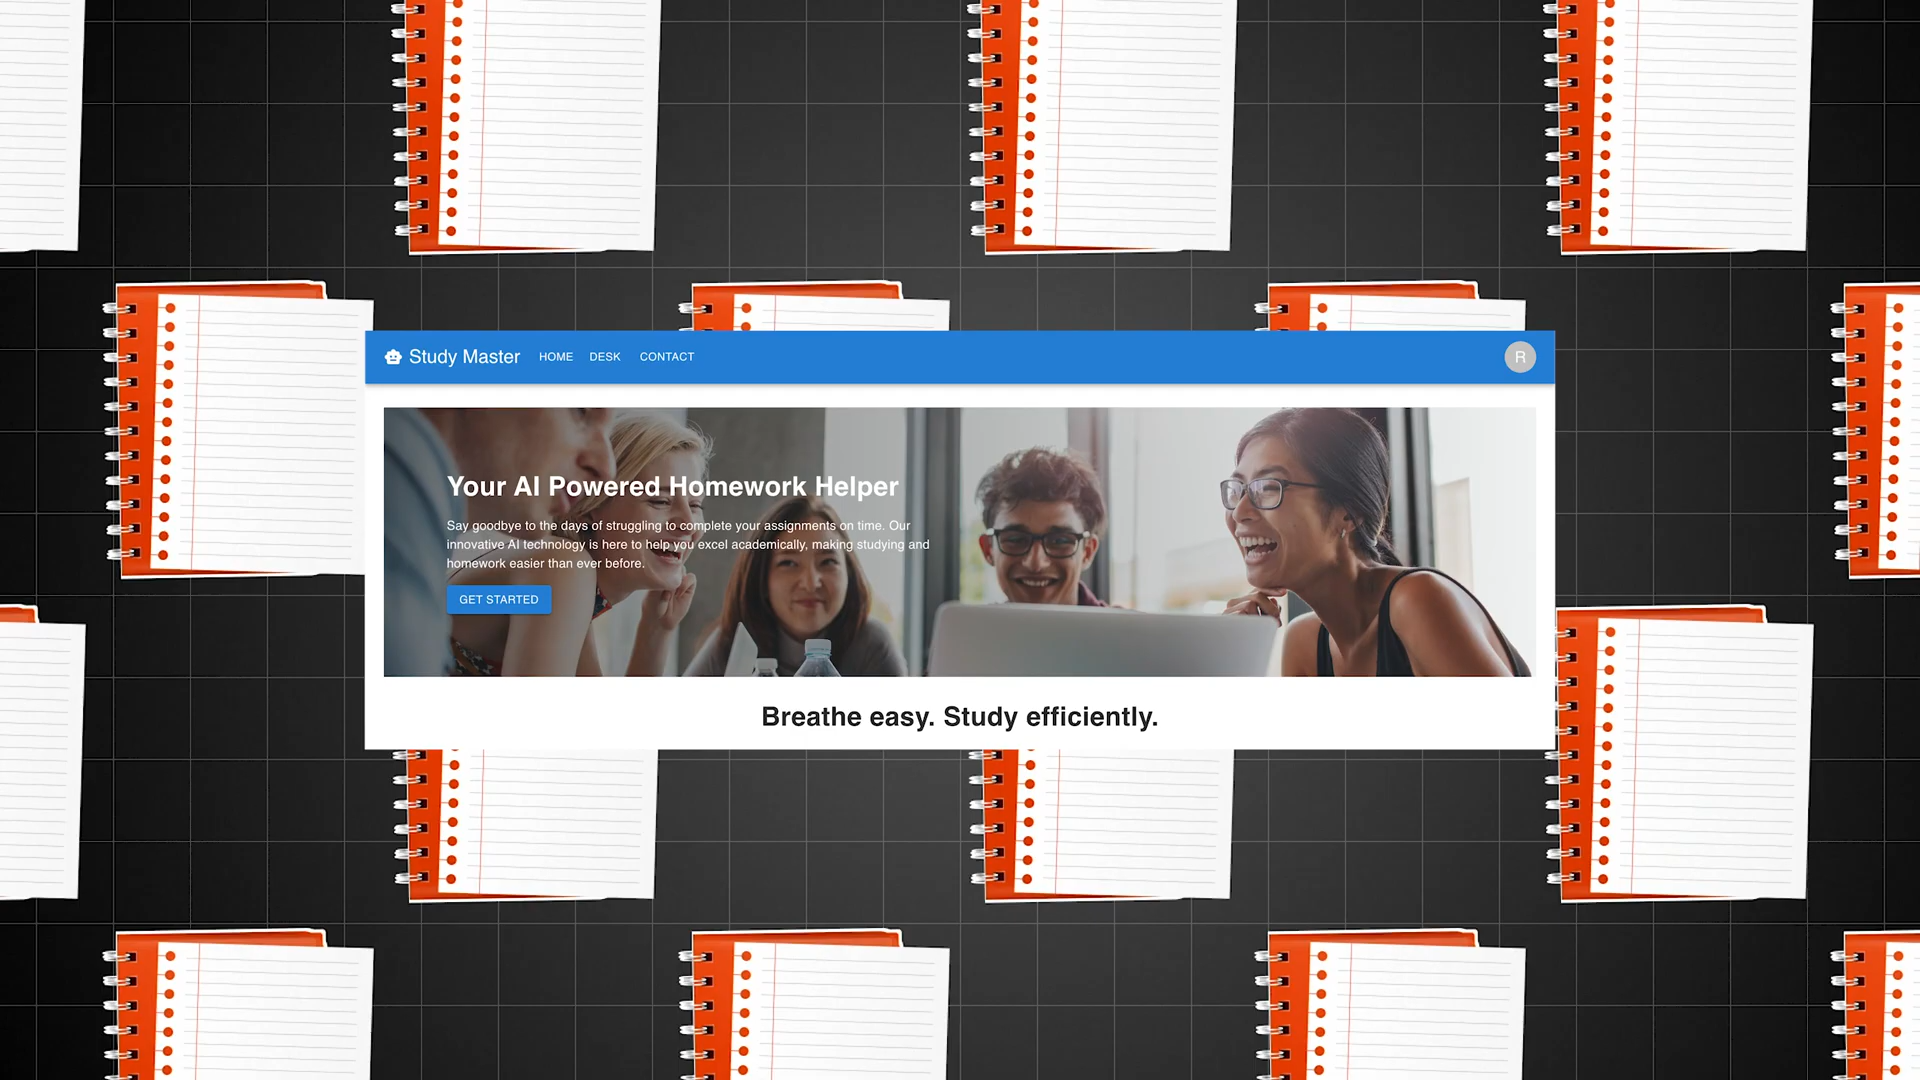 Study Master HOME DESK CONTACT R
Your AI Powered Homework Helper
Say goodbye to the days of struggling to complete your assignments on time. Our
innovative AI technology is here to help you excel academically, making studying and
homework easier than ever before.
GET STARTED
Breathe easy. Study efficiently.